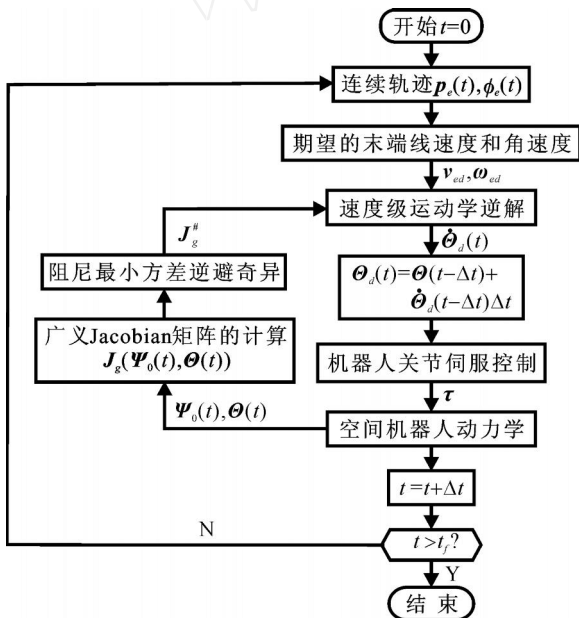 开始t=0
连续轨迹p_e(t),ϕ_e(t)
期望的末端线速度和角速度
v_ed,ω_ed
速度级运动学逆解
J_g^#
Θ̇_d(t)
阻尼最小方差逆避奇异
Θ_d(t)=Θ(t-Δt)+
Θ̇_d(t-Δt)Δt
广义Jacobian矩阵的计算
J_g(Ψ_0(t),Θ(t))
机器人关节伺服控制
τ
Ψ_0(t),Θ(t)
空间机器人动力学
t=t+Δt
N
t>t_f?
Y
结 束